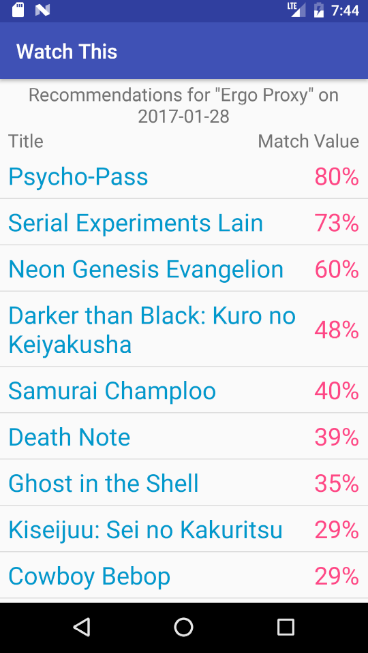 LTE 7:44
Watch This
Recommendations for "Ergo Proxy" on
2017-01-28
Title Match Value
Psycho-Pass 80%
Serial Experiments Lain 73%
Neon Genesis Evangelion 60%
Darker than Black: Kuro no
Keiyakusha 48%
Samurai Champloo 40%
Death Note 39%
Ghost in the Shell 35%
Kiseijuu: Sei no Kakuritsu 29%
Cowboy Bebop 29%